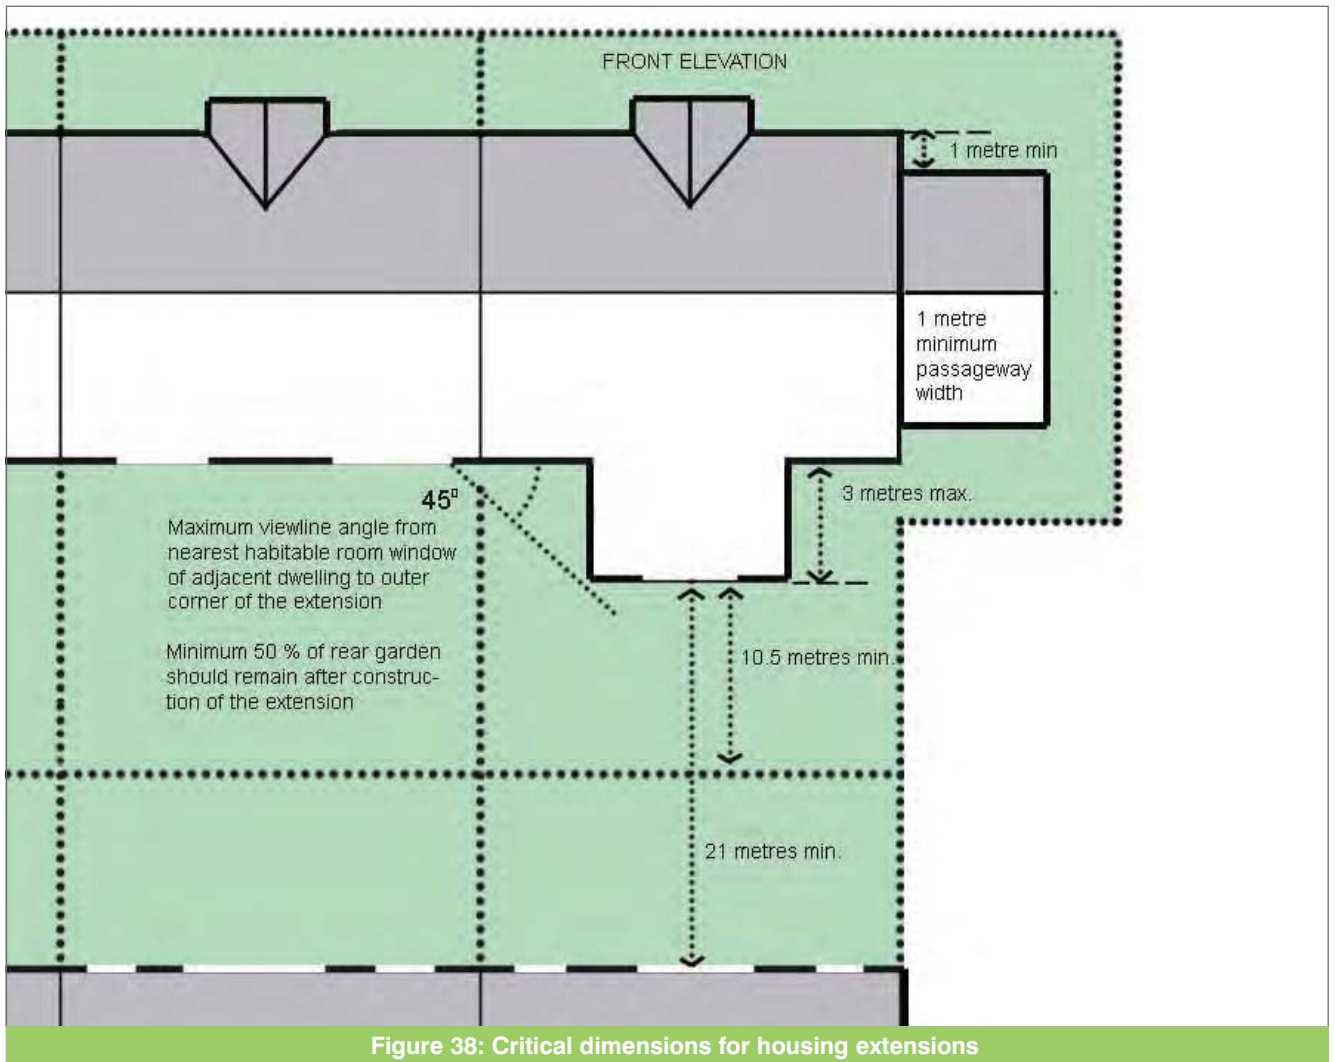 FRONT ELEVATION
1 metre min
1 metre
minimum
passageway
width
3 metres max.
45º
Maximum viewline angle from
nearest habitable room window
of adjacent dwelling to outer
corner of the extension
Minimum 50 % of rear garden
should remain after construc-
tion of the extension
10.5 metres min.
21 metres min.
Figure 38: Critical dimensions for housing extensions